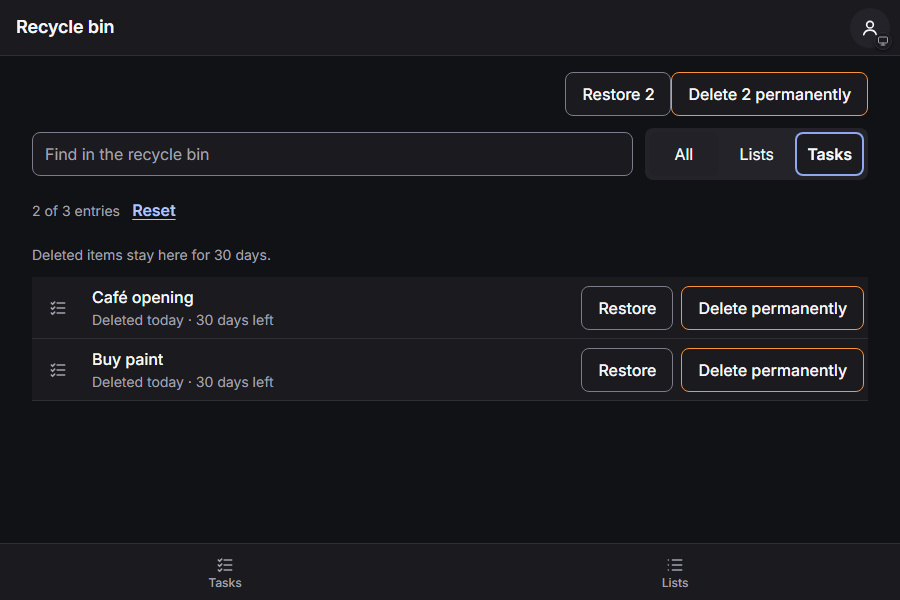 Recycle bin
Restore 2
Delete 2 permanently
Find in the recycle bin
All
Lists
Tasks
2 of 3 entries
Reset
Deleted items stay here for 30 days.
Café opening
Deleted today · 30 days left
Restore
Delete permanently
Buy paint
Deleted today · 30 days left
Restore
Delete permanently
Tasks
Lists